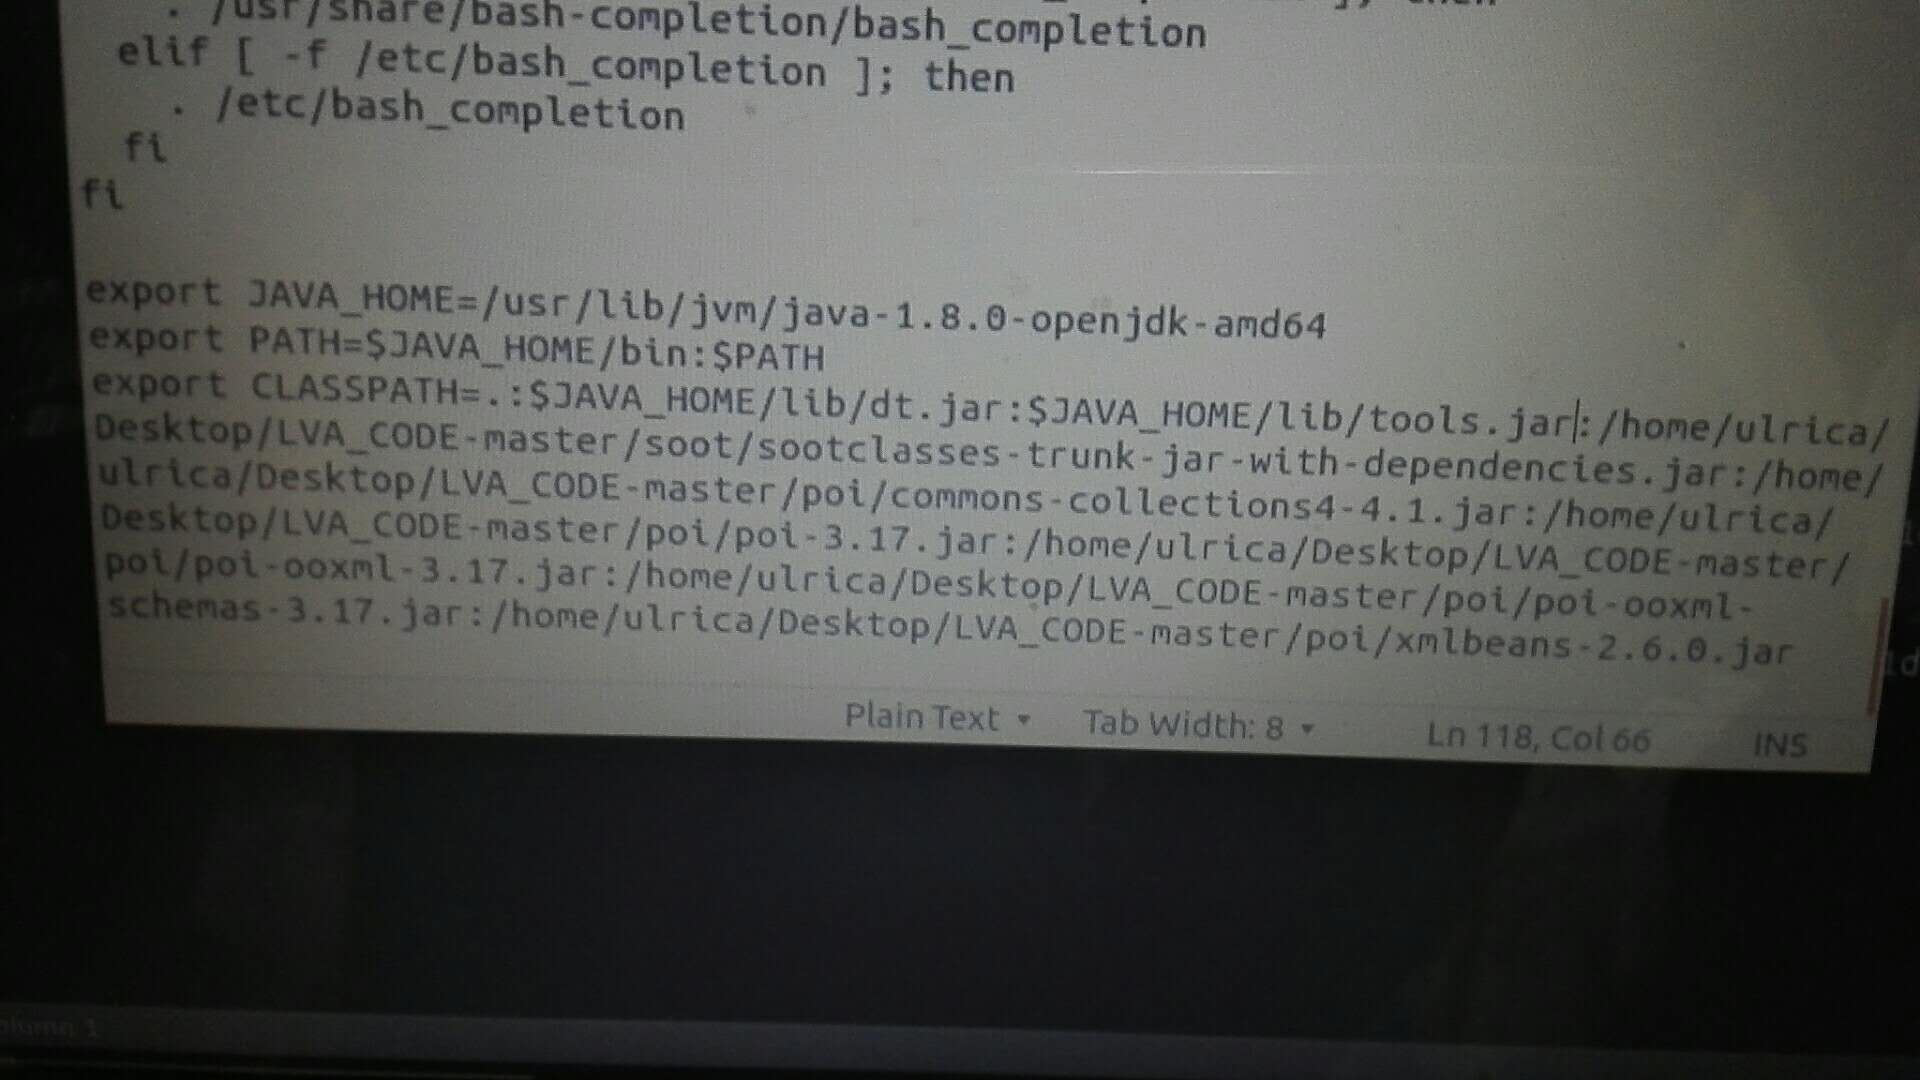 . /usr/share/bash-completion/bash_completion
elif [ -f /etc/bash_completion ]; then
. /etc/bash_completion
fi
fi
export JAVA_HOME=/usr/lib/jvm/java-1.8.0-openjdk-amd64
export PATH=$JAVA_HOME/bin:$PATH
export CLASSPATH=.:$JAVA_HOME/lib/dt.jar:$JAVA_HOME/lib/tools.jar:/home/ulrica/
Desktop/LVA_CODE-master/soot/sootclasses-trunk-jar-with-dependencies.jar:/home/
ulrica/Desktop/LVA_CODE-master/poi/commons-collections4-4.1.jar:/home/ulrica/
Desktop/LVA_CODE-master/poi/poi-3.17.jar:/home/ulrica/Desktop/LVA_CODE-master/
poi/poi-ooxml-3.17.jar:/home/ulrica/Desktop/LVA_CODE-master/poi/poi-ooxml-
schemas-3.17.jar:/home/ulrica/Desktop/LVA_CODE-master/poi/xmlbeans-2.6.0.jar
Plain Text Tab Width: 8 Ln 118, Col 66 INS